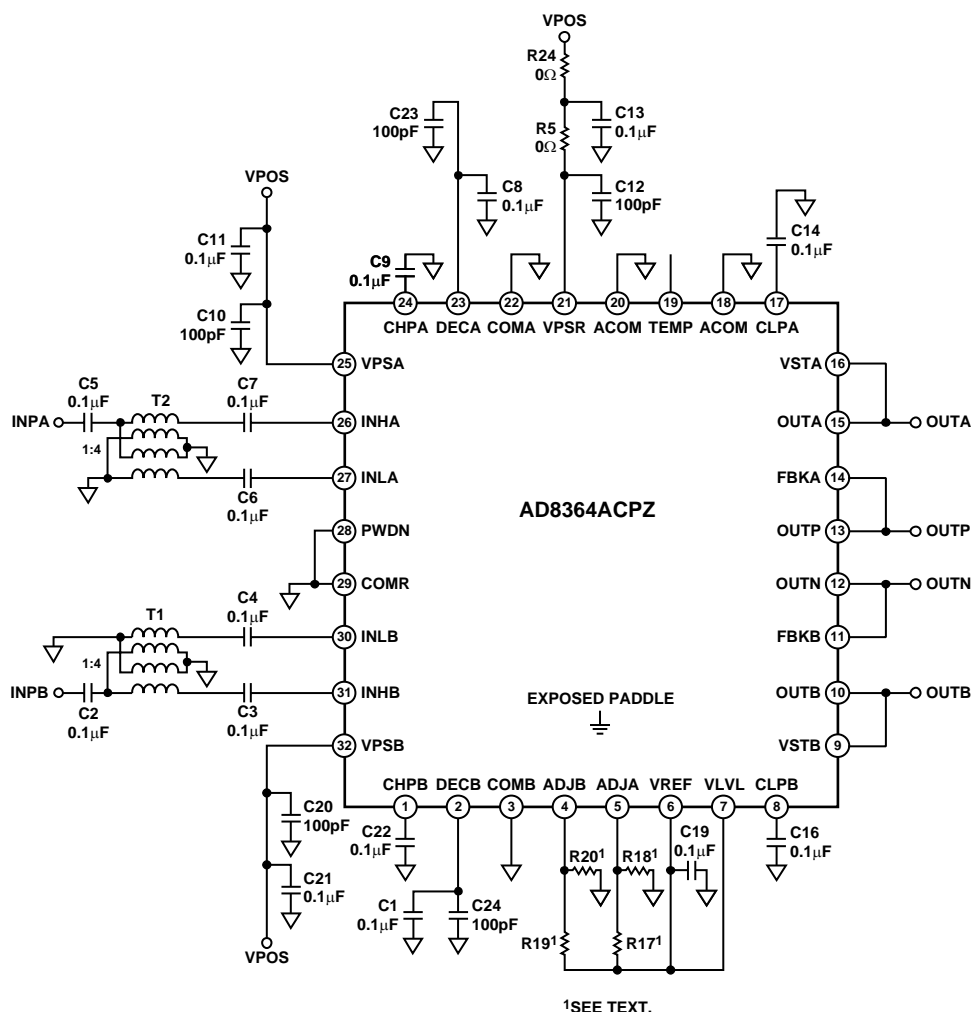 VPOS
R24
0Ω
C23
100pF
C13
0.1µF
R5
0Ω
VPOS
C8
0.1µF
C12
100pF
C14
0.1µF
C11
0.1µF
C9
0.1µF
C10
100pF
24 23 22 21 20 19 18 17
CHPA DECA COMA VPSR ACOM TEMP ACOM CLPA
25 VPSA
VSTA 16
C5
0.1µF
T2
C7
0.1µF
INPA
26 INHA
OUTA 15
OUTA
1:4
27 INLA
FBKA 14
C6
0.1µF
AD8364ACPZ
28 PWDN
OUTP 13
OUTP
29 COMR
OUTN 12
OUTN
T1
C4
0.1µF
30 INLB
FBKB 11
1:4
INPB
31 INHB
EXPOSED PADDLE
OUTB 10
OUTB
C2
0.1µF
C3
0.1µF
32 VPSB
VSTB 9
CHPB DECB COMB ADJB ADJA VREF VLVL CLPB
1 2 3 4 5 6 7 8
C20
100pF
C22
0.1µF
C19
0.1µF
C16
0.1µF
R20¹
R18¹
C21
0.1µF
C1
0.1µF
C24
100pF
R19¹
R17¹
VPOS
¹SEE TEXT.